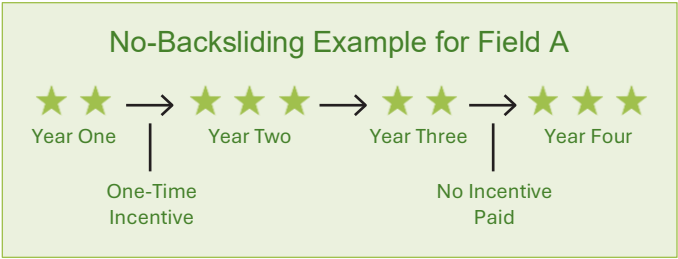 No-Backsliding Example for Field A
Year One
Year Two
Year Three
Year Four
One-Time
Incentive
No Incentive
Paid